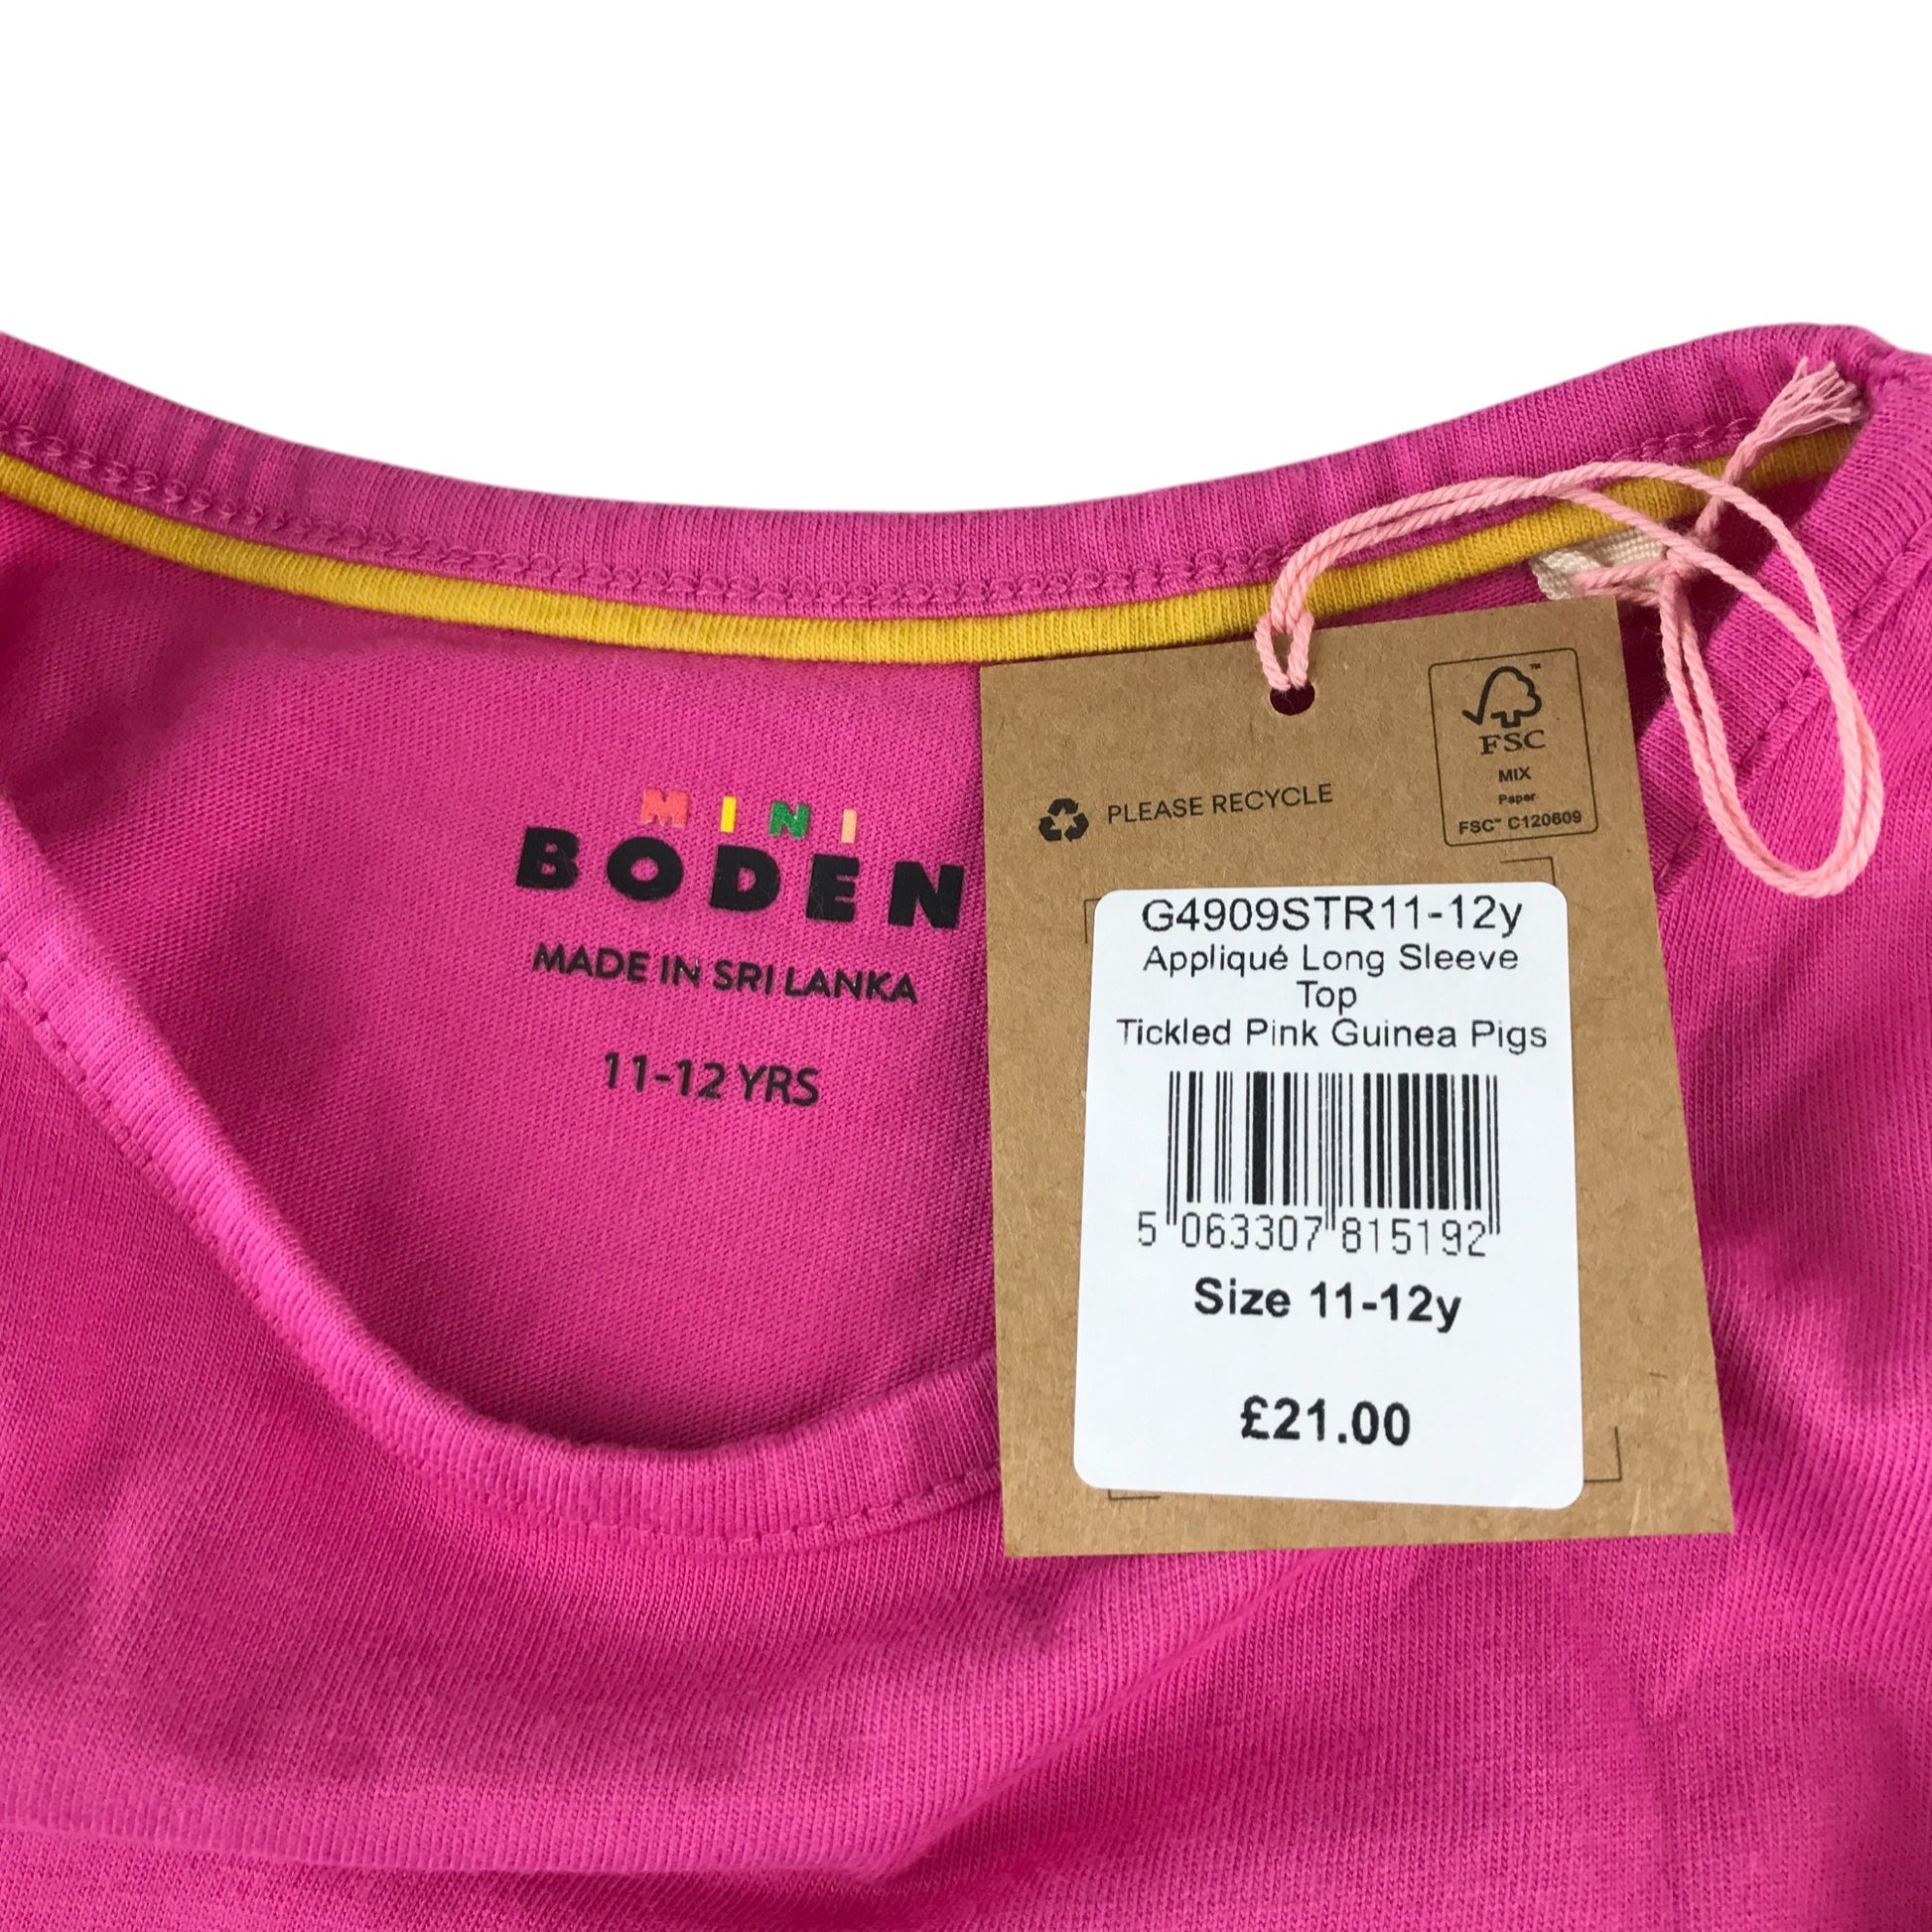 MINI
BODEN
MADE IN SRI LANKA
11-12 YRS
FSC™
MIX
Paper
FSC™ C120609
PLEASE RECYCLE
G4909STR11-12y
Appliqué Long Sleeve
Top
Tickled Pink Guinea Pigs
5 063307 815192
Size 11-12y
£21.00